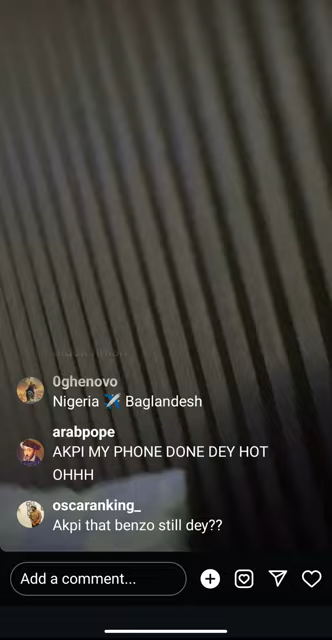 0ghenovo
Nigeria ✈️ Baglandesh
arabpope
AKPI MY PHONE DONE DEY HOT
OHHH
oscaranking_
Akpi that benzo still dey??
Add a comment...